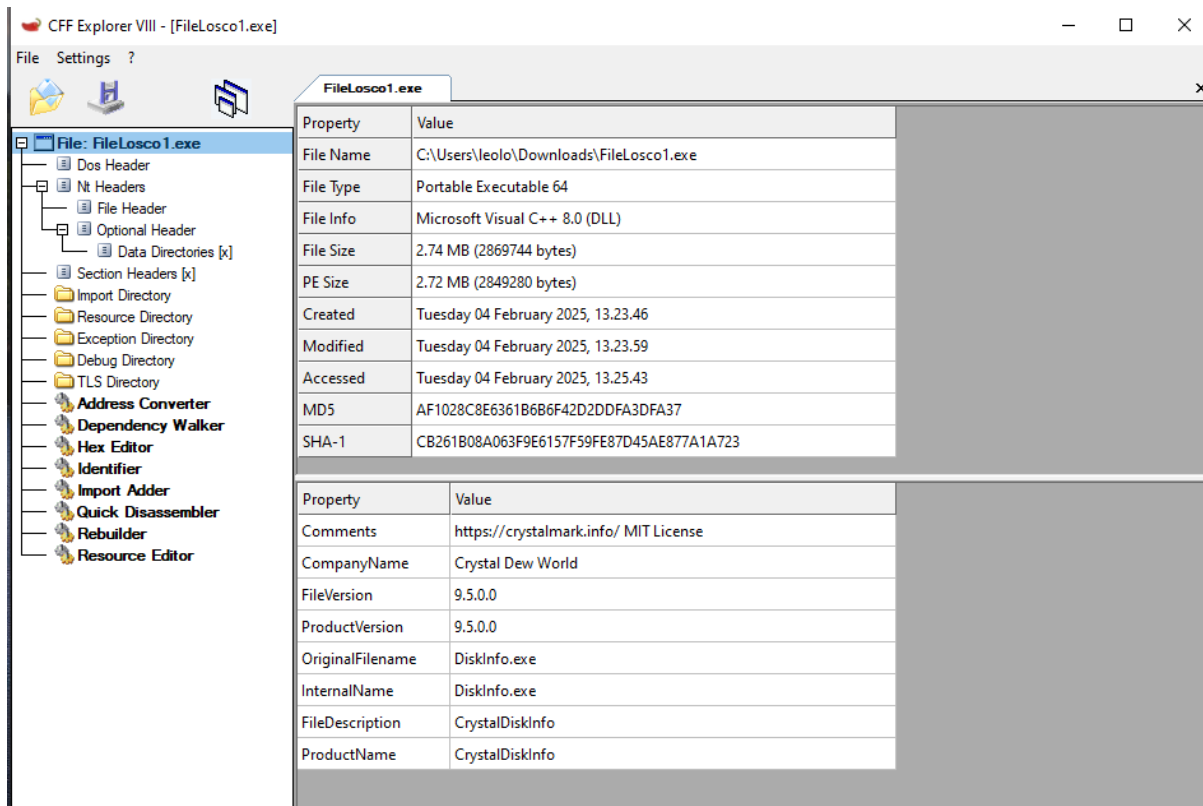 CFF Explorer VIII - [FileLosco1.exe]
File Settings ?
FileLosco1.exe
File: FileLosco1.exe
Dos Header
Nt Headers
File Header
Optional Header
Data Directories [x]
Section Headers [x]
Import Directory
Resource Directory
Exception Directory
Debug Directory
TLS Directory
Address Converter
Dependency Walker
Hex Editor
Identifier
Import Adder
Quick Disassembler
Rebuilder
Resource Editor
Property Value
File Name C:\Users\leolo\Downloads\FileLosco1.exe
File Type Portable Executable 64
File Info Microsoft Visual C++ 8.0 (DLL)
File Size 2.74 MB (2869744 bytes)
PE Size 2.72 MB (2849280 bytes)
Created Tuesday 04 February 2025, 13.23.46
Modified Tuesday 04 February 2025, 13.23.59
Accessed Tuesday 04 February 2025, 13.25.43
MD5 AF1028C8E6361B6B6F42D2DDFA3DFA37
SHA-1 CB261B08A063F9E6157F59FE87D45AE877A1A723
Property Value
Comments https://crystalmark.info/ MIT License
CompanyName Crystal Dew World
FileVersion 9.5.0.0
ProductVersion 9.5.0.0
OriginalFilename DiskInfo.exe
InternalName DiskInfo.exe
FileDescription CrystalDiskInfo
ProductName CrystalDiskInfo